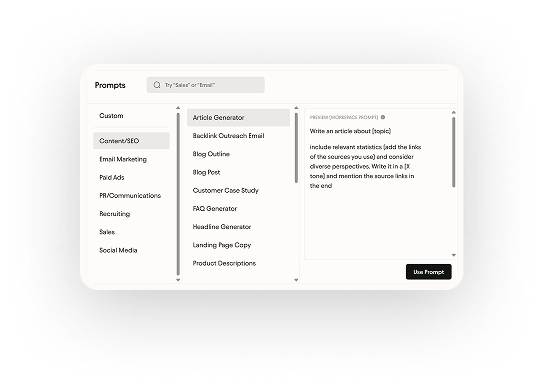 Prompts
Try "Sales" or "Email"
Custom
Content/SEO
Email Marketing
Paid Ads
PR/Communications
Recruiting
Sales
Social Media
Article Generator
Backlink Outreach Email
Blog Outline
Blog Post
Customer Case Study
FAQ Generator
Headline Generator
Landing Page Copy
Product Descriptions
PREVIEW [WORKSPACE PROMPT]
Write an article about [topic]
include relevant statistics (add the links
of the sources you use) and consider
diverse perspectives. Write it in a [X
tone] and mention the source links in
the end
Use Prompt